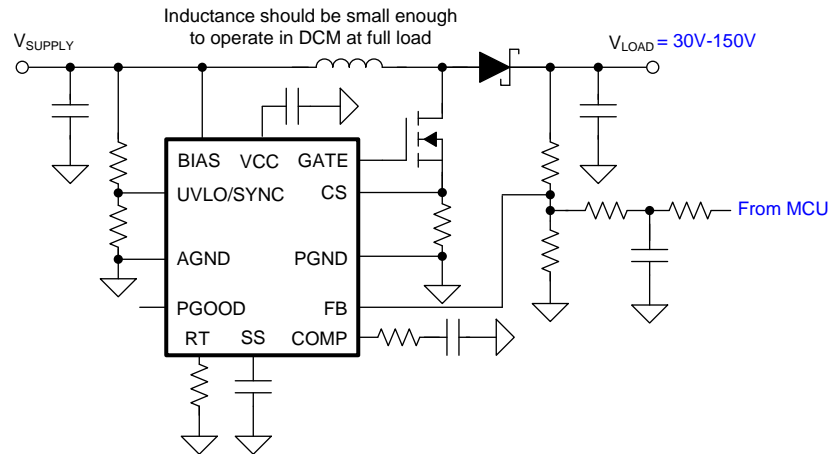 Inductance should be small enough
to operate in DCM at full load
VSUPPLY
VLOAD = 30V-150V
BIAS VCC GATE
UVLO/SYNC CS
AGND PGND
PGOOD FB
RT SS COMP
From MCU